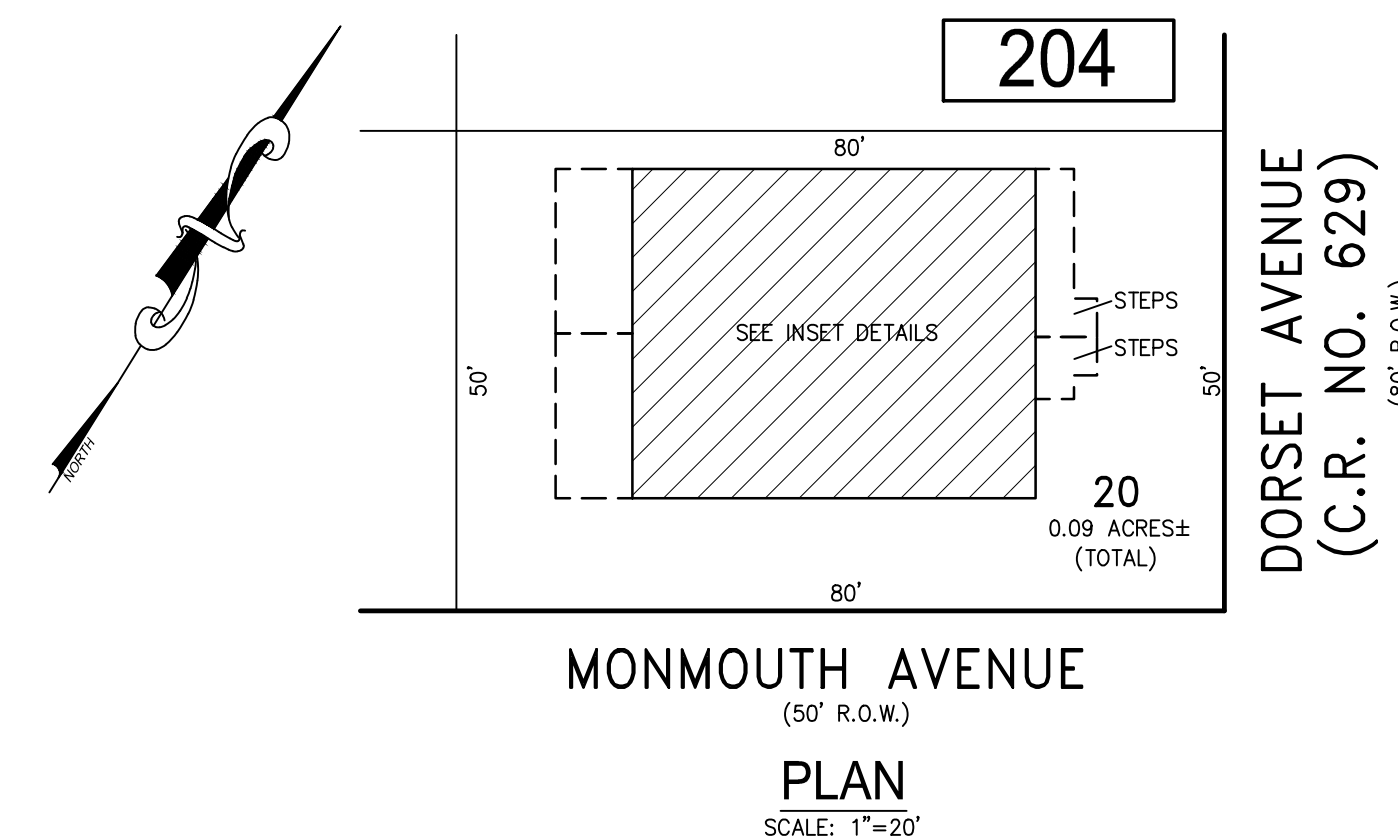 204
80'
NORTH
STEPS
SEE INSET DETAILS
STEPS
50'
50'
20
0.09 ACRES±
(TOTAL)
80'
DORSET AVENUE
(C.R. NO. 629)
(80' R.O.W.)
MONMOUTH AVENUE
(50' R.O.W.)
PLAN
SCALE: 1"=20'